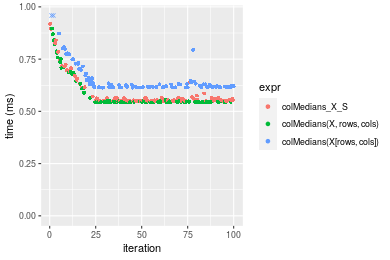 1.00
0.75
0.50
0.25
0.00
0
25
50
75
100
time (ms)
iteration
expr
colMedians_X_S
colMedians(X, rows, cols)
colMedians(X[rows, cols])